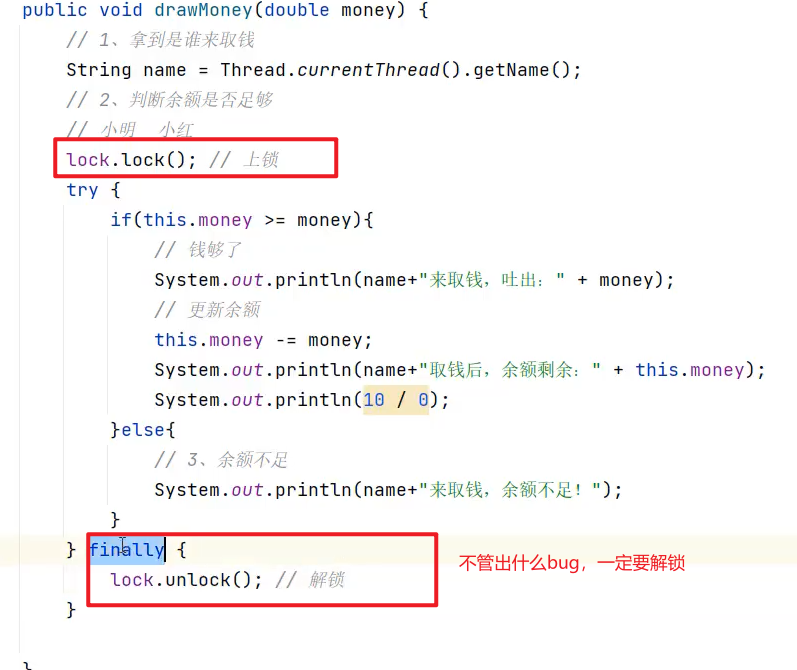 public void drawMoney(double money) {
// 1、拿到是谁来取钱
String name = Thread.currentThread().getName();
// 2、判断余额是否足够
// 小明  小红
lock.lock(); // 上锁
try {
if(this.money >= money){
// 钱够了
System.out.println(name+"来取钱，吐出：" + money);
// 更新余额
this.money -= money;
System.out.println(name+"取钱后，余额剩余：" + this.money);
System.out.println(10 / 0);
}else{
// 3、余额不足
System.out.println(name+"来取钱，余额不足！");
}
} finally {
不管出什么bug，一定要解锁
lock.unlock(); // 解锁
}
}